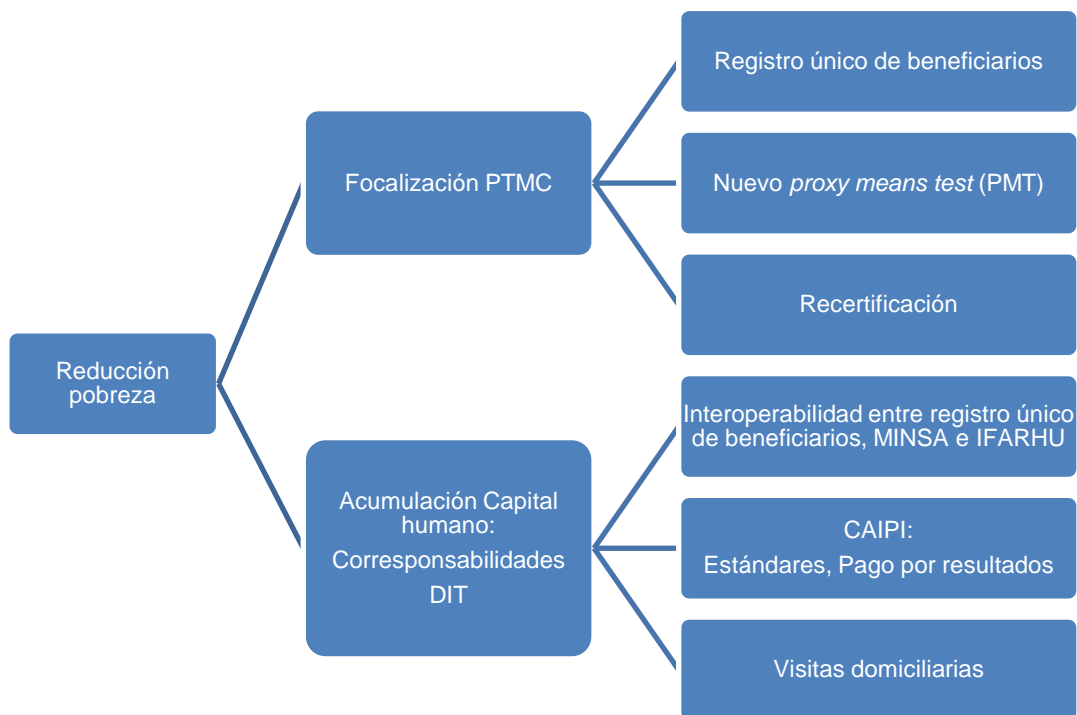 Reducción
pobreza
Focalización PTMC
Registro único de beneficiarios
Nuevo proxy means test (PMT)
Recertificación
Acumulación Capital
humano:
Corresponsabilidades
DIT
Interoperabilidad entre registro único
de beneficiarios, MINSA e IFARHU
CAIPI:
Estándares, Pago por resultados
Visitas domiciliarias